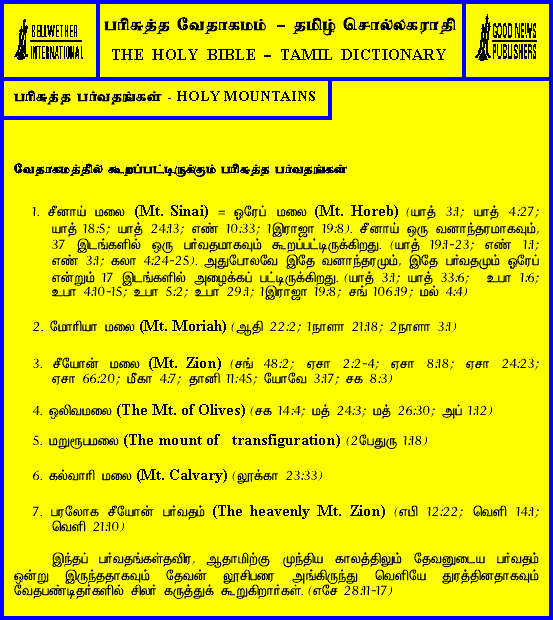 BELLWETHER
INTERNATIONAL
பரிசுத்த வேதாகமம் – தமிழ் சொல்லகராதி
THE HOLY BIBLE – TAMIL DICTIONARY
GOOD NEWS
PUBLISHERS
பரிசுத்த பர்வதங்கள் - HOLY MOUNTAINS
வேதாகமத்தில் கூறப்பட்டிருக்கும் பரிசுத்த பர்வதங்கள்
1. சீனாய் மலை (Mt. Sinai) = ஓரேப் மலை (Mt. Horeb) (யாத் 3:1; யாத் 4:27;
யாத் 18:5; யாத் 24:13; எண் 10:33; 1இராஜா 19:8). சீனாய் ஒரு வனாந்தரமாகவும்,
37 இடங்களில் ஒரு பர்வதமாகவும் கூறப்பட்டிருக்கிறது. (யாத் 19:1-23; எண் 1:1;
எண் 3:1; கலா 4:24-25). அதுபோலவே இதே வனாந்தரமும், இதே பர்வதமும் ஓரேப்
என்றும் 17 இடங்களில் அழைக்கப் பட்டிருக்கிறது. (யாத் 3:1; யாத் 33:6; உபா 1:6;
உபா 4:10-15; உபா 5:2; உபா 29:1; 1இராஜா 19:8; சங் 106:19; மல் 4:4)
2. மோரியா மலை (Mt. Moriah) (ஆதி 22:2; 1நாளா 21:18; 2நாளா 3:1)
3. சீயோன் மலை (Mt. Zion) (சங் 48:2; ஏசா 2:2-4; ஏசா 8:18; ஏசா 24:23;
ஏசா 66:20; மீகா 4:7; தானி 11:45; யோவே 3:17; சக 8:3)
4. ஒலிவமலை (The Mt. of Olives) (சக 14:4; மத் 24:3; மத் 26:30; அப் 1:12)
5. மறுரூபமலை (The mount of transfiguration) (2பேதுரு 1:18)
6. கல்வாரி மலை (Mt. Calvary) (லூக்கா 23:33)
7. பரலோக சீயோன் பர்வதம் (The heavenly Mt. Zion) (எபி 12:22; வெளி 14:1;
வெளி 21:10)
இந்தப் பர்வதங்கள்தவிர, ஆதாமிற்கு முந்திய காலத்திலும் தேவனுடைய பர்வதம்
ஒன்று இருந்ததாகவும் தேவன் லூசிபரை அங்கிருந்து வெளியே துரத்தினதாகவும்
வேதபண்டிதர்களில் சிலர் கருத்துக் கூறுகிறார்கள். (எசே 28:11-17)